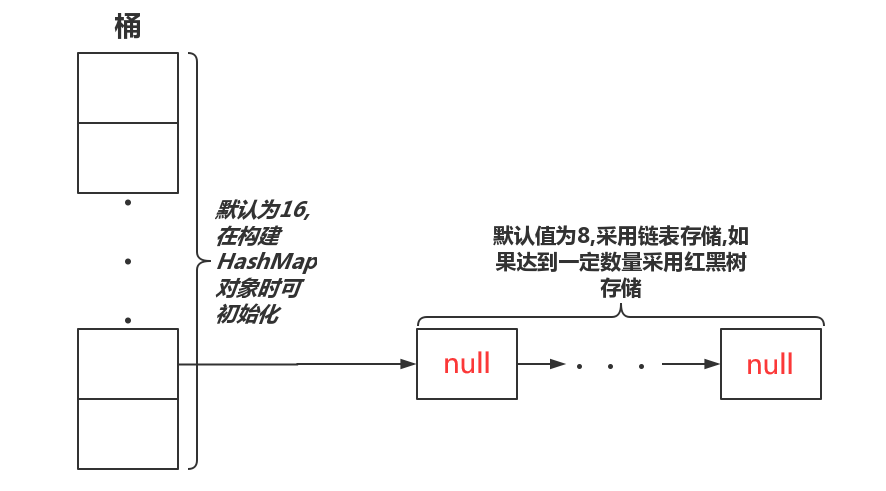 桶
默认为16,
在构建
HashMap
对象时可
初始化
默认值为8,采用链表存储,如
果达到一定数量采用红黑树
存储
null
null